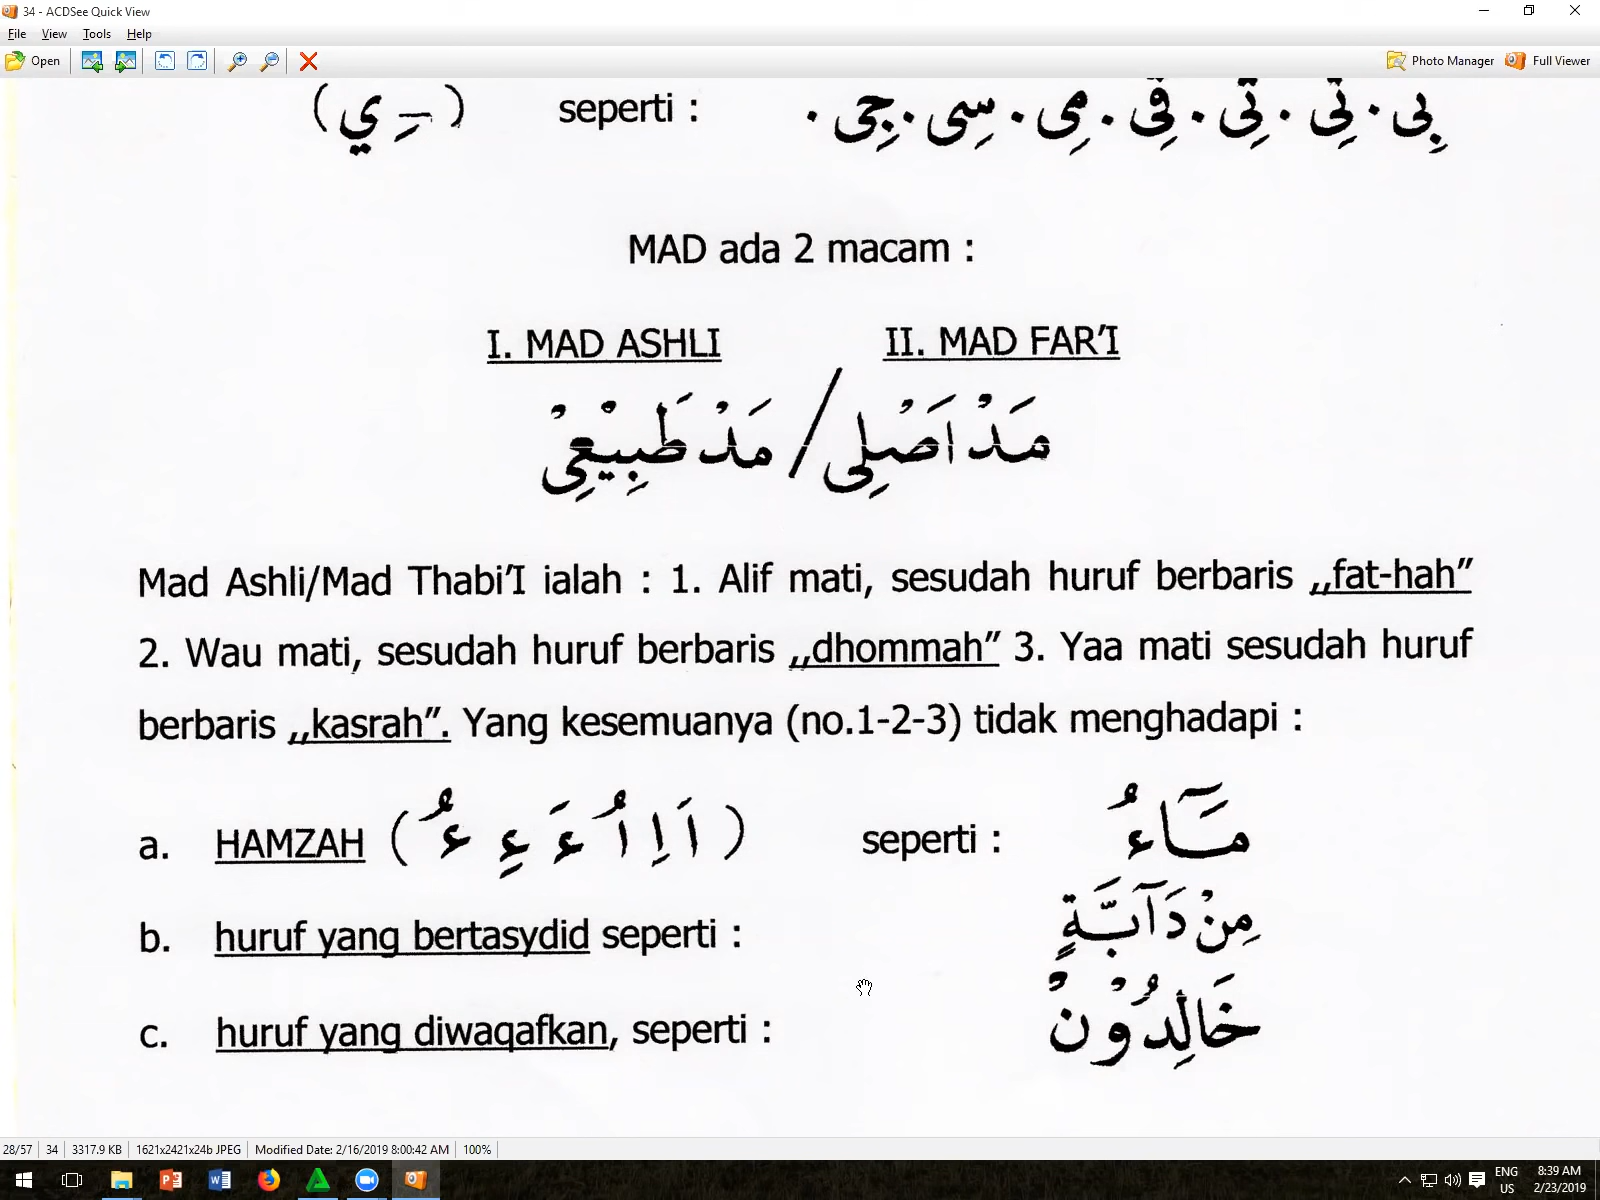 34 - ACDSee Quick View
File View Tools Help
Open Photo Manager Full Viewer
(ـِـي) seperti : بِى . تِى . تِى . فِى . مِى . سِى . جِى .
MAD ada 2 macam :
I. MAD ASHLI II. MAD FAR'I
مَدْ اَصْلِى / مَدْ طَبِيْعِىْ
Mad Ashli/Mad Thabi'I ialah : 1. Alif mati, sesudah huruf berbaris ,,fat-hah”
2. Wau mati, sesudah huruf berbaris ,,dhommah” 3. Yaa mati sesudah huruf
berbaris ,,kasrah”. Yang kesemuanya (no.1-2-3) tidak menghadapi :
a. HAMZAH ( اَ اِ اُ ءَ ءِ ءُ ) seperti : مَـآءُ
b. huruf yang bertasydid seperti : مِنْ دَآبَّةٍ
c. huruf yang diwaqafkan, seperti : خَالِدُوْنْ
28/57 34 3317.9 KB 1621x2421x24b JPEG Modified Date: 2/16/2019 8:00:42 AM 100%
ENG 8:39 AM
US 2/23/2019